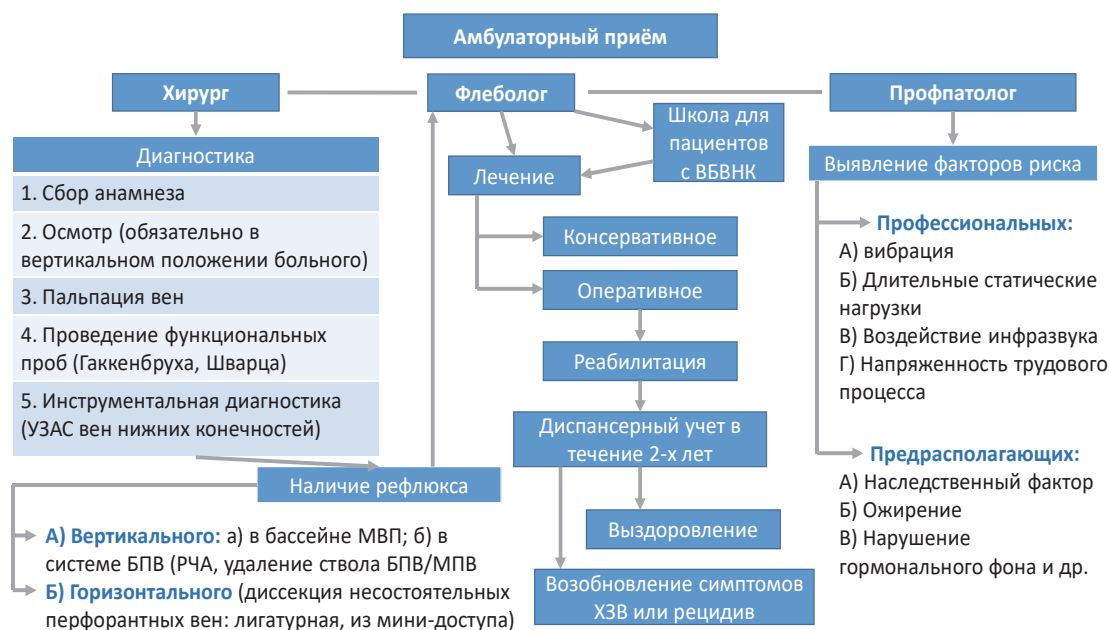 Амбулаторный приём
Хирург
Флеболог
Профпатолог
Диагностика
1. Сбор анамнеза
2. Осмотр (обязательно в
вертикальном положении больного)
3. Пальпация вен
4. Проведение функциональных
проб (Гаккенбруха, Шварца)
5. Инструментальная диагностика
(УЗАС вен нижних конечностей)
Наличие рефлюкса
А) Вертикального: а) в бассейне МВП; б) в
системе БПВ (РЧА, удаление ствола БПВ/МПВ
Б) Горизонтального (диссекция несостоятельных
перфорантных вен: лигатурная, из мини-доступа)
Школа для
пациентов
с ВБВНК
Лечение
Консервативное
Оперативное
Реабилитация
Диспансерный учет в
течение 2-х лет
Выздоровление
Возобновление симптомов
ХЗВ или рецидив
Выявление факторов риска
Профессиональных:
А) вибрация
Б) Длительные статические
нагрузки
В) Воздействие инфразвука
Г) Напряженность трудового
процесса
Предрасполагающих:
А) Наследственный фактор
Б) Ожирение
В) Нарушение
гормонального фона и др.